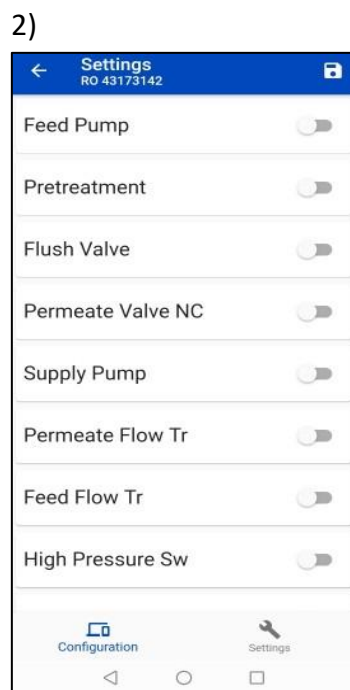 2)
Settings
RO 43173142
Feed Pump
Pretreatment
Flush Valve
Permeate Valve NC
Supply Pump
Permeate Flow Tr
Feed Flow Tr
High Pressure Sw
Configuration
Settings